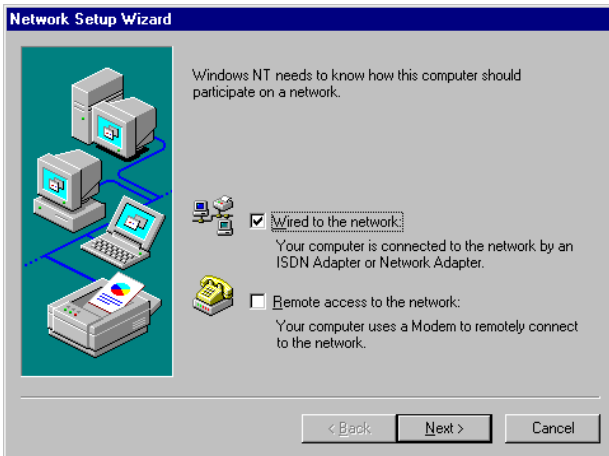 Network Setup Wizard
Windows NT needs to know how this computer should
participate on a network.
Wired to the network:
Your computer is connected to the network by an
ISDN Adapter or Network Adapter.
Remote access to the network:
Your computer uses a Modem to remotely connect
to the network.
< Back
Next >
Cancel